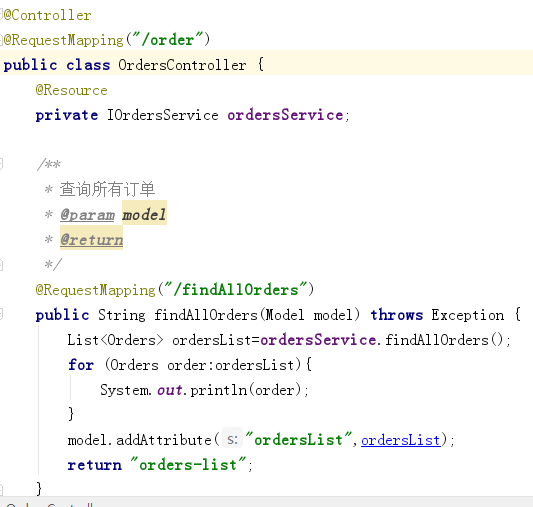 @Controller
@RequestMapping("/order")
public class OrdersController {
    @Resource
    private IOrdersService ordersService;

    /**
     * 查询所有订单
     * @param model
     * @return
     */
    @RequestMapping("/findAllOrders")
    public String findAllOrders(Model model) throws Exception {
        List<Orders> ordersList=ordersService.findAllOrders();
        for (Orders order:ordersList){
            System.out.println(order);
        }
        model.addAttribute( s: "ordersList",ordersList);
        return "orders-list";
    }